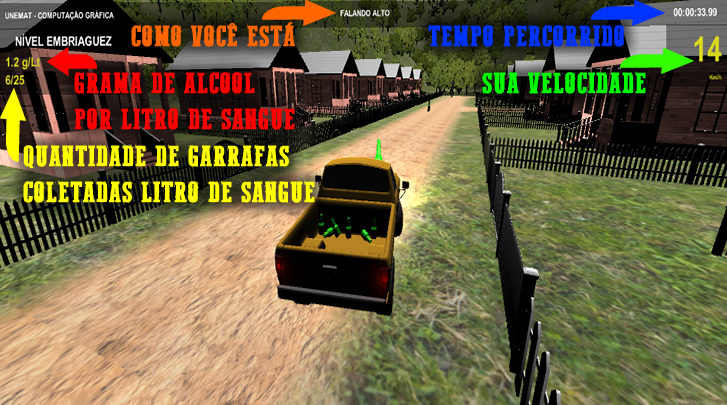 UNEMAT - COMPUTAÇÃO GRÁFICA
FALANDO ALTO
00:00:33.99
NÍVEL EMBRIAGUEZ
COMO VOCÊ ESTÁ
TEMPO PERCORRIDO
14
Km/h
1.2 g/Lt
6/25
GRAMA DE ALCOOL
POR LITRO DE SANGUE
SUA VELOCIDADE
QUANTIDADE DE GARRAFAS
COLETADAS LITRO DE SANGUE